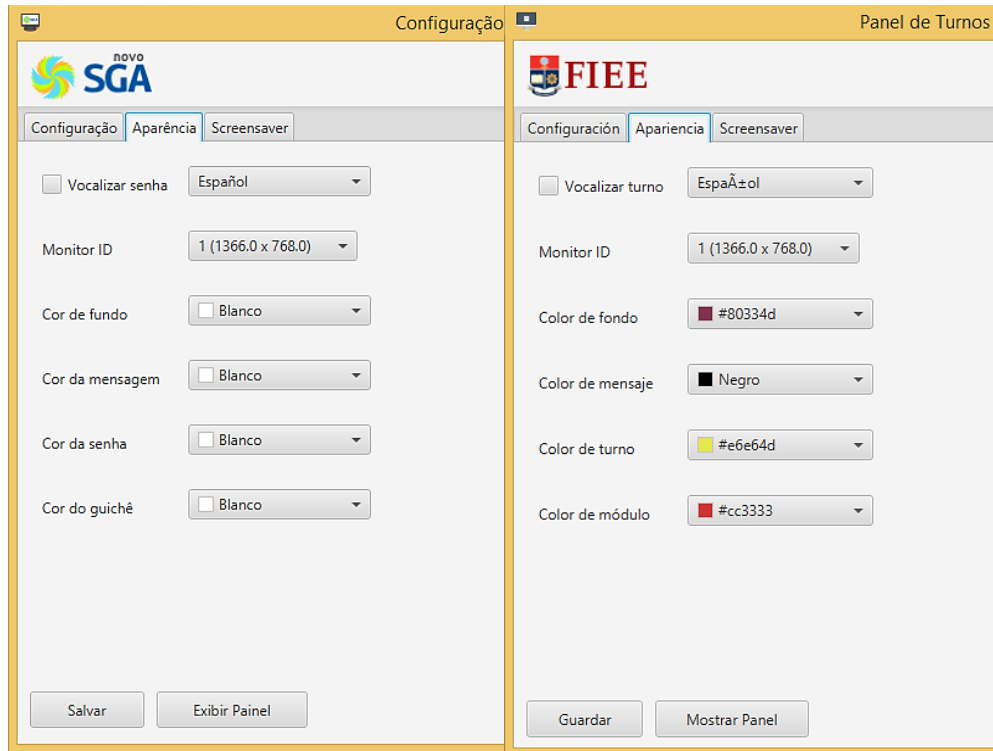 Configuração
novo
SGA
Configuração
Aparência
Screensaver
Vocalizar senha
Español
Monitor ID
1 (1366.0 x 768.0)
Cor de fundo
Blanco
Cor da mensagem
Blanco
Cor da senha
Blanco
Cor do guichê
Blanco
Salvar
Exibir Painel
Panel de Turnos
FIEE
Configuración
Apariencia
Screensaver
Vocalizar turno
EspaÃ±ol
Monitor ID
1 (1366.0 x 768.0)
Color de fondo
#80334d
Color de mensaje
Negro
Color de turno
#e6e64d
Color de módulo
#cc3333
Guardar
Mostrar Panel